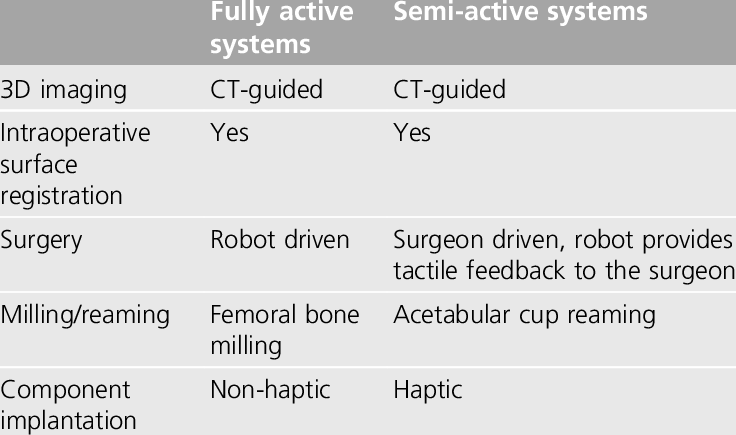 Fully active systems Semi-active systems
3D imaging CT-guided CT-guided
Intraoperative surface registration Yes Yes
Surgery Robot driven Surgeon driven, robot provides tactile feedback to the surgeon
Milling/reaming Femoral bone milling Acetabular cup reaming
Component implantation Non-haptic Haptic